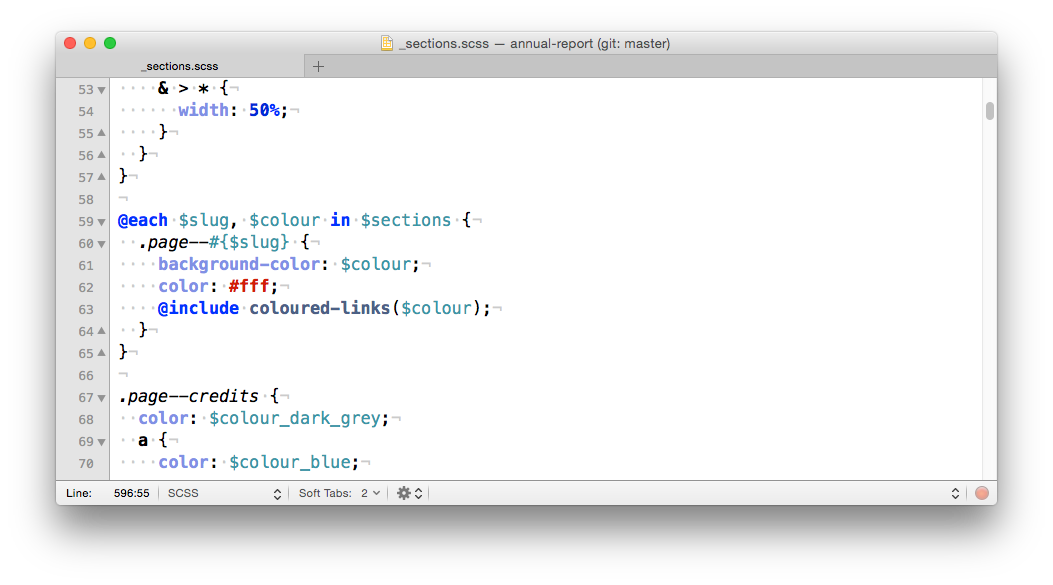 _sections.scss — annual-report (git: master)
_sections.scss
53 & > * {¬
54 width: 50%;¬
55 }¬
56 }¬
57 }¬
58 ¬
59 @each $slug, $colour in $sections {¬
60 .page--#{$slug} {¬
61 background-color: $colour;¬
62 color: #fff;¬
63 @include coloured-links($colour);¬
64 }¬
65 }¬
66 ¬
67 .page--credits {¬
68 color: $colour_dark_grey;¬
69 a {¬
70 color: $colour_blue;¬
Line: 596:55 SCSS Soft Tabs: 2